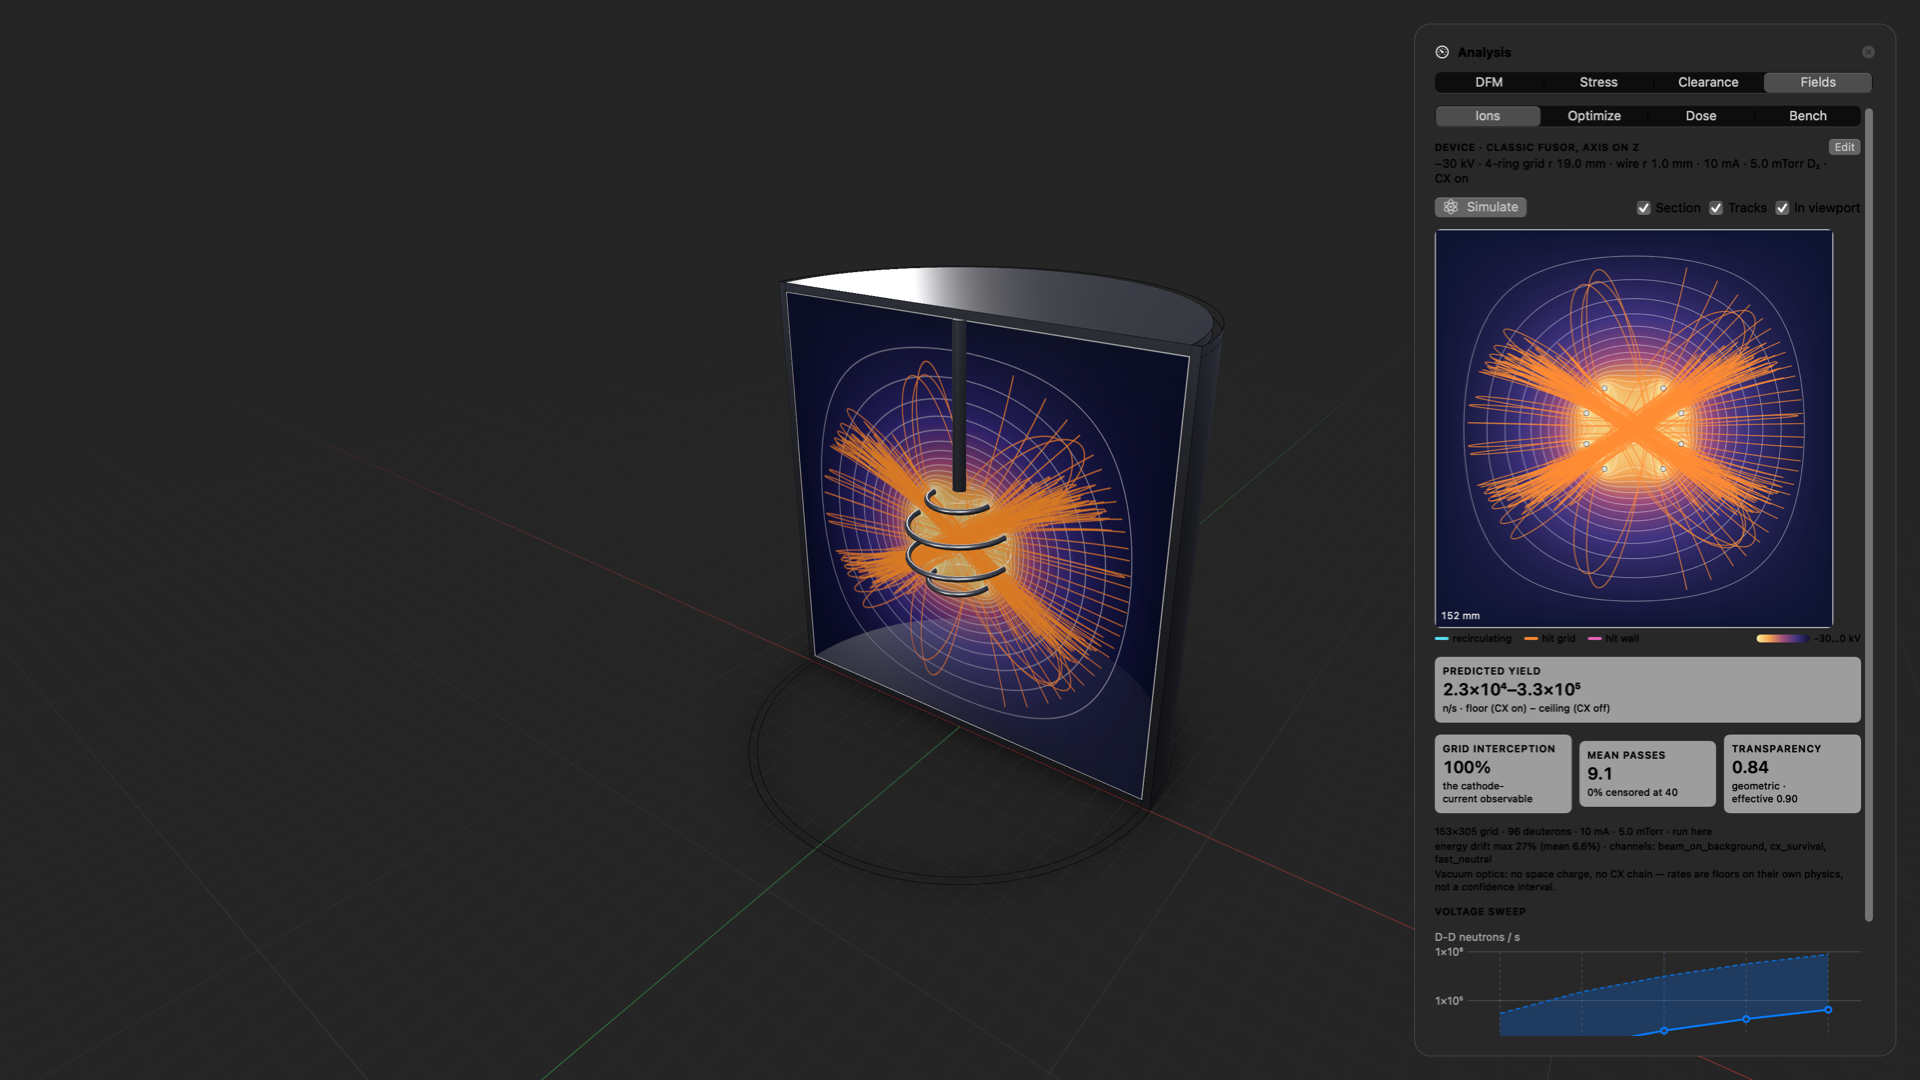 Analysis
DFM Stress Clearance Fields
Ions Optimize Dose Bench
DEVICE · CLASSIC FUSOR, AXIS ON Z Edit
−30 kV · 4-ring grid r 19.0 mm · wire r 1.0 mm · 10 mA · 5.0 mTorr D₂ ·
CX on
Simulate Section Tracks In viewport
152 mm
recirculating hit grid hit wall -30…0 kV
PREDICTED YIELD
2.3×10⁴–3.3×10⁵
n/s · floor (CX on) – ceiling (CX off)
GRID INTERCEPTION
100%
the cathode-
current observable
MEAN PASSES
9.1
0% censored at 40
TRANSPARENCY
0.84
geometric ·
effective 0.90
153×305 grid · 96 deuterons · 10 mA · 5.0 mTorr · run here
energy drift max 27% (mean 6.6%) · channels: beam_on_background, cx_survival,
fast_neutral
Vacuum optics: no space charge, no CX chain — rates are floors on their own physics,
not a confidence interval.
VOLTAGE SWEEP
D-D neutrons / s
1×10⁶
1×10⁵